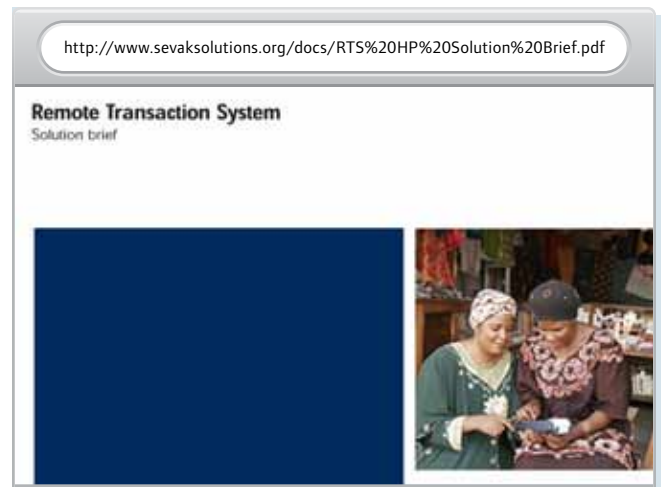 http://www.sevaksolutions.org/docs/RTS%20HP%20Solution%20Brief.pdf
Remote Transaction System
Solution brief